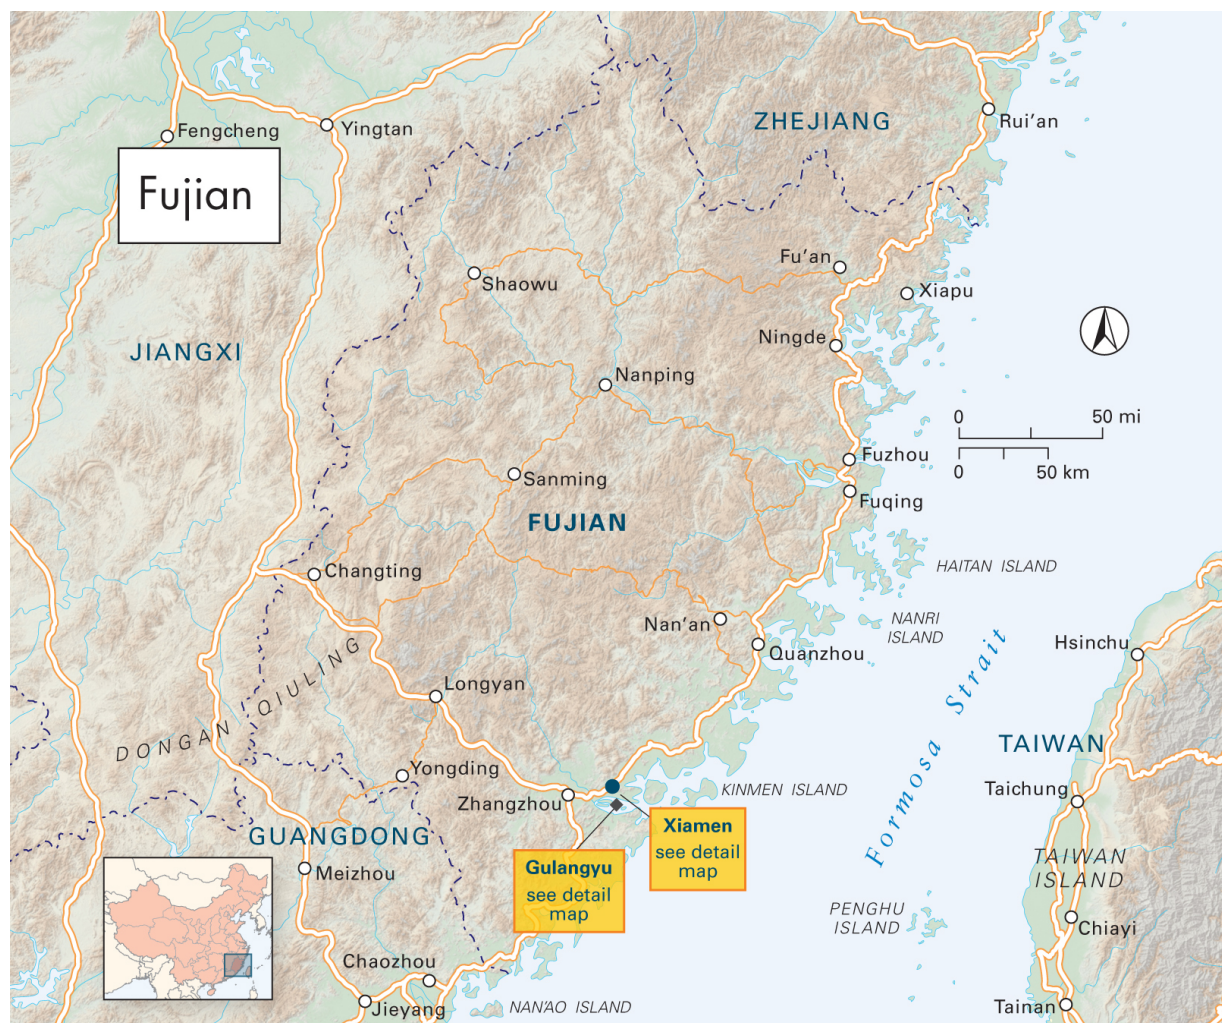 ZHEJIANG
Rui'an
Fengcheng
Yingtan
Fujian
Fu'an
Shaowu
Xiapu
Ningde
JIANGXI
Nanping
0 50 mi
0 50 km
Fuzhou
Sanming
Fuqing
FUJIAN
HAITAN ISLAND
Changting
NANRI
ISLAND
Nan'an
Quanzhou
Hsinchu
Formosa Strait
Longyan
DONGAN QIULING
TAIWAN
Yongding
Zhangzhou
KINMEN ISLAND
Taichung
Xiamen
see detail
map
GUANGDONG
Gulangyu
see detail
map
Meizhou
TAIWAN
ISLAND
PENGHU
ISLAND
Chiayi
Chaozhou
Jieyang
NAN'AO ISLAND
Tainan